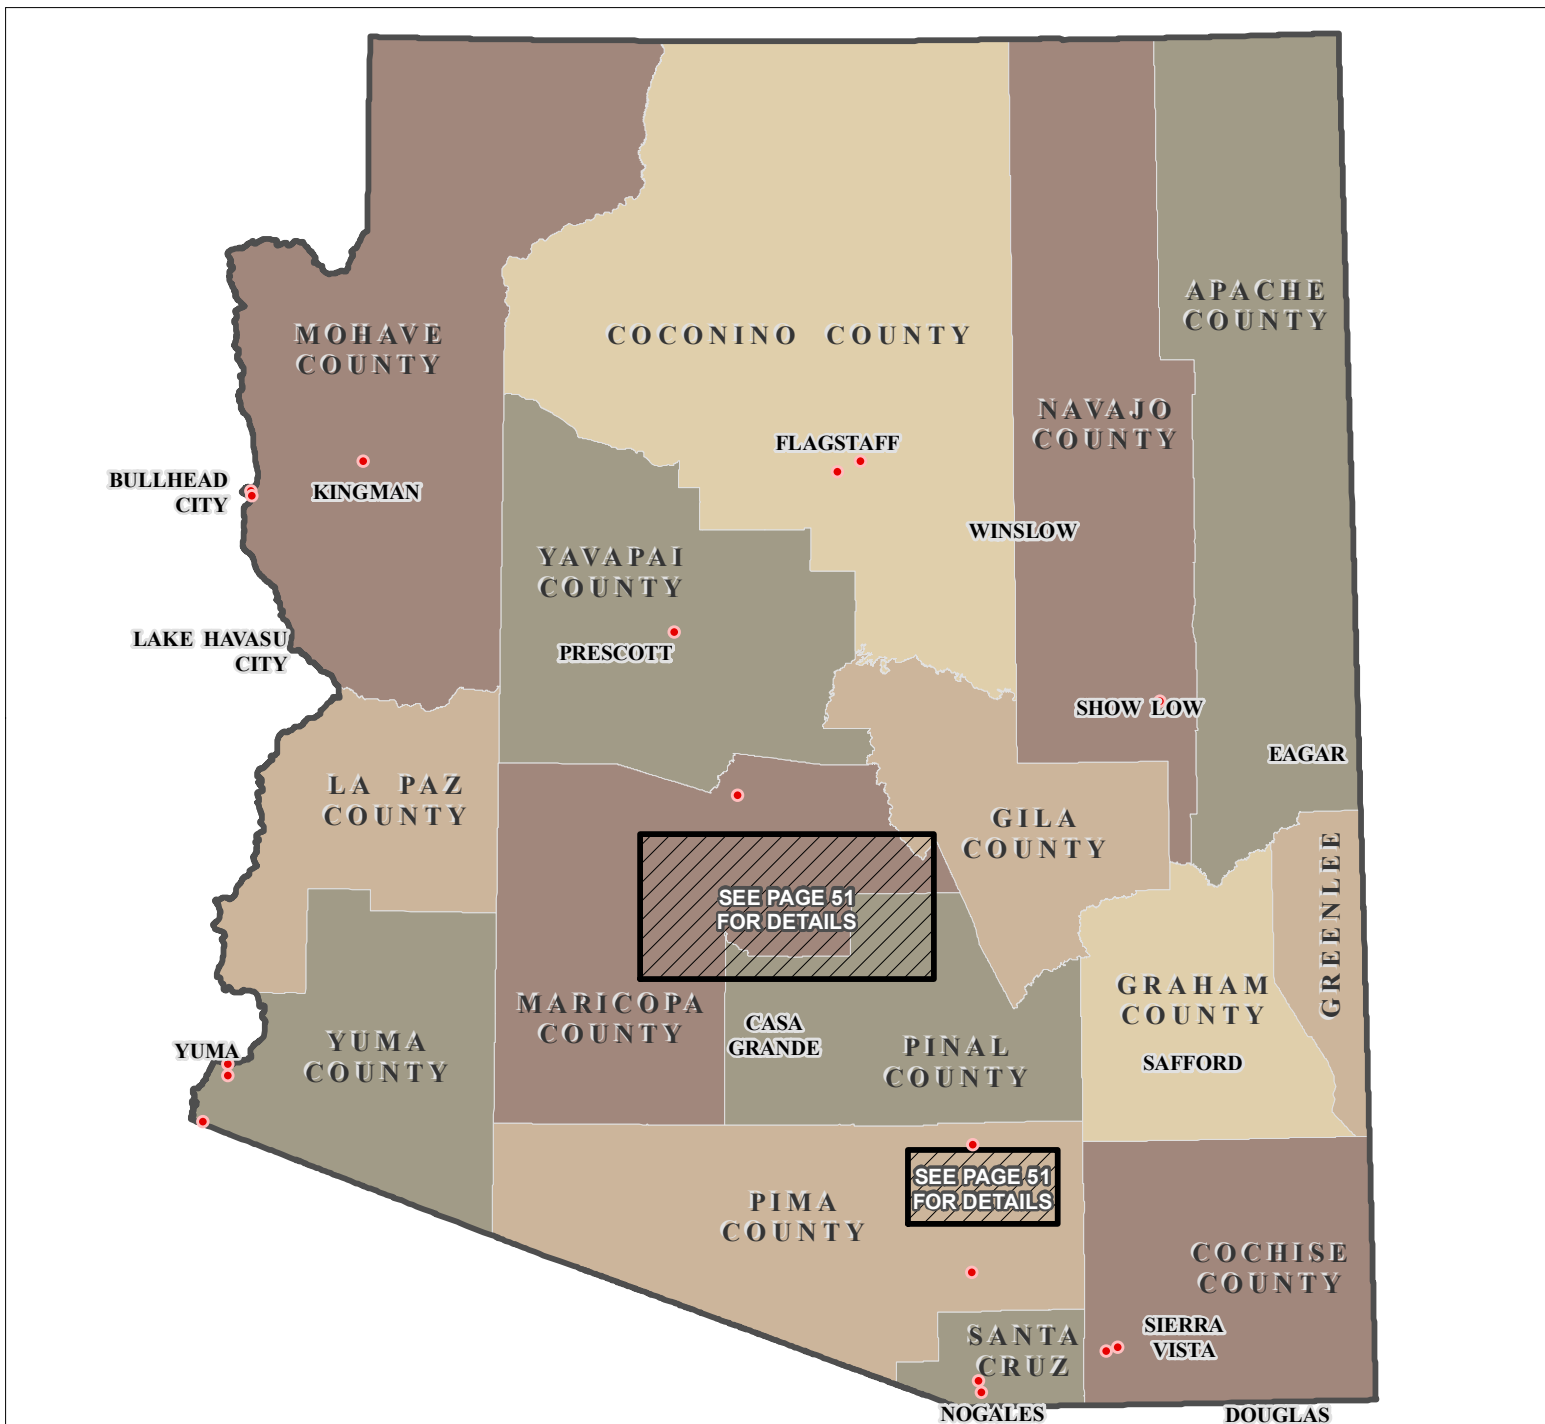 APACHE
COUNTY
MOHAVE
COUNTY
COCONINO COUNTY
NAVAJO
COUNTY
FLAGSTAFF
BULLHEAD
CITY
KINGMAN
WINSLOW
YAVAPAI
COUNTY
LAKE HAVASU
CITY
PRESCOTT
SHOW LOW
EAGAR
LA PAZ
COUNTY
GILA
COUNTY
GREENLEE
SEE PAGE 51
FOR DETAILS
MARICOPA
COUNTY
GRAHAM
COUNTY
CASA
GRANDE
YUMA
YUMA
COUNTY
PINAL
COUNTY
SAFFORD
SEE PAGE 51
FOR DETAILS
PIMA
COUNTY
COCHISE
COUNTY
SANTA
CRUZ
SIERRA
VISTA
NOGALES
DOUGLAS